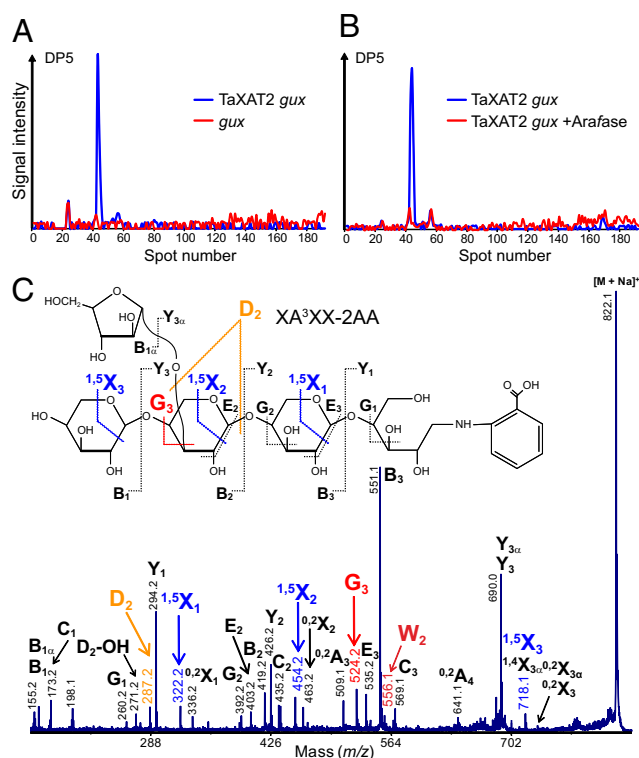 A
DP5
TaXAT2 gux
gux
Signal intensity
0 20 40 60 80 100 120 140 160 180
Spot number
B
DP5
TaXAT2 gux
TaXAT2 gux +Arafase
0 20 40 60 80 100 120 140 160 180
Spot number
C
XA³XX-2AA
[M + Na]⁺
822.1
HO
HOCH₂
HO
OH
O
Y₃α
B₁α
D₂
Y₃
Y₂
Y₁
¹,⁵X₃
G₃
¹,⁵X₂
E₂
G₂
¹,⁵X₁
E₃
G₁
HO
HO
OH
O
OH
OH
OH
OH
OH
NH
O
OH
B₁
B₂
B₃
B₃
551.1
Y₃α
Y₃
690.0
Y₁
294.2
D₂
287.2
¹,⁵X₁
322.2
D₂-OH
271.2
G₁
260.2
C₁
B₁α
B₁
155.2
173.2
198.1
⁰,²X₁
336.2
E₂
B₂
G₂
392.2
403.2
419.2
Y₂
426.2
C₂
435.2
¹,⁵X₂
454.2
⁰,²X₂
463.2
⁰,²A₃
509.1
G₃
524.2
E₃
535.2
W₂
556.1
C₃
569.1
⁰,²A₄
641.1
¹,⁵X₃
718.1
¹,⁴X₃α
⁰,²X₃α
⁰,²X₃
288 426 564 702
Mass (m/z)